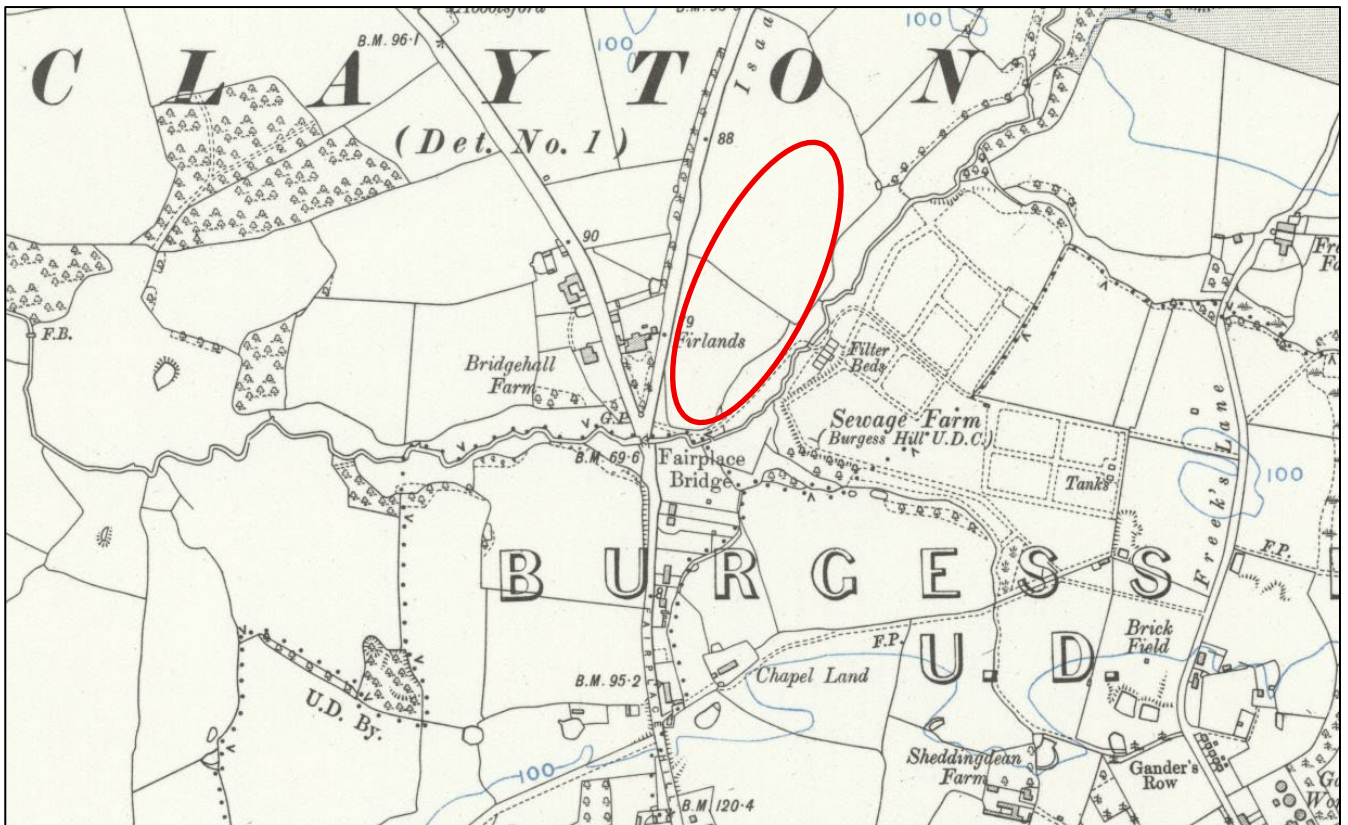 100
B.M. 96·1
100
CLAYTON
(Det. No. 1)
Isaa
88
90
F.B.
9
Firlands
Bridgehall
Farm
Filter
Beds
G.P.
Sewage Farm
(Burgess Hill U.D.C.)
B.M. 69·6
Fairplace
Bridge
Tanks
100
Freek's Lane
F.P.
BURGESS
U. D.
Brick
Field
F.P.
FAIRPLACE H
B.M. 95·2
Chapel Land
U.D. By.
100
Sheddingdean
Farm
Gander's
Row
B.M. 120·4